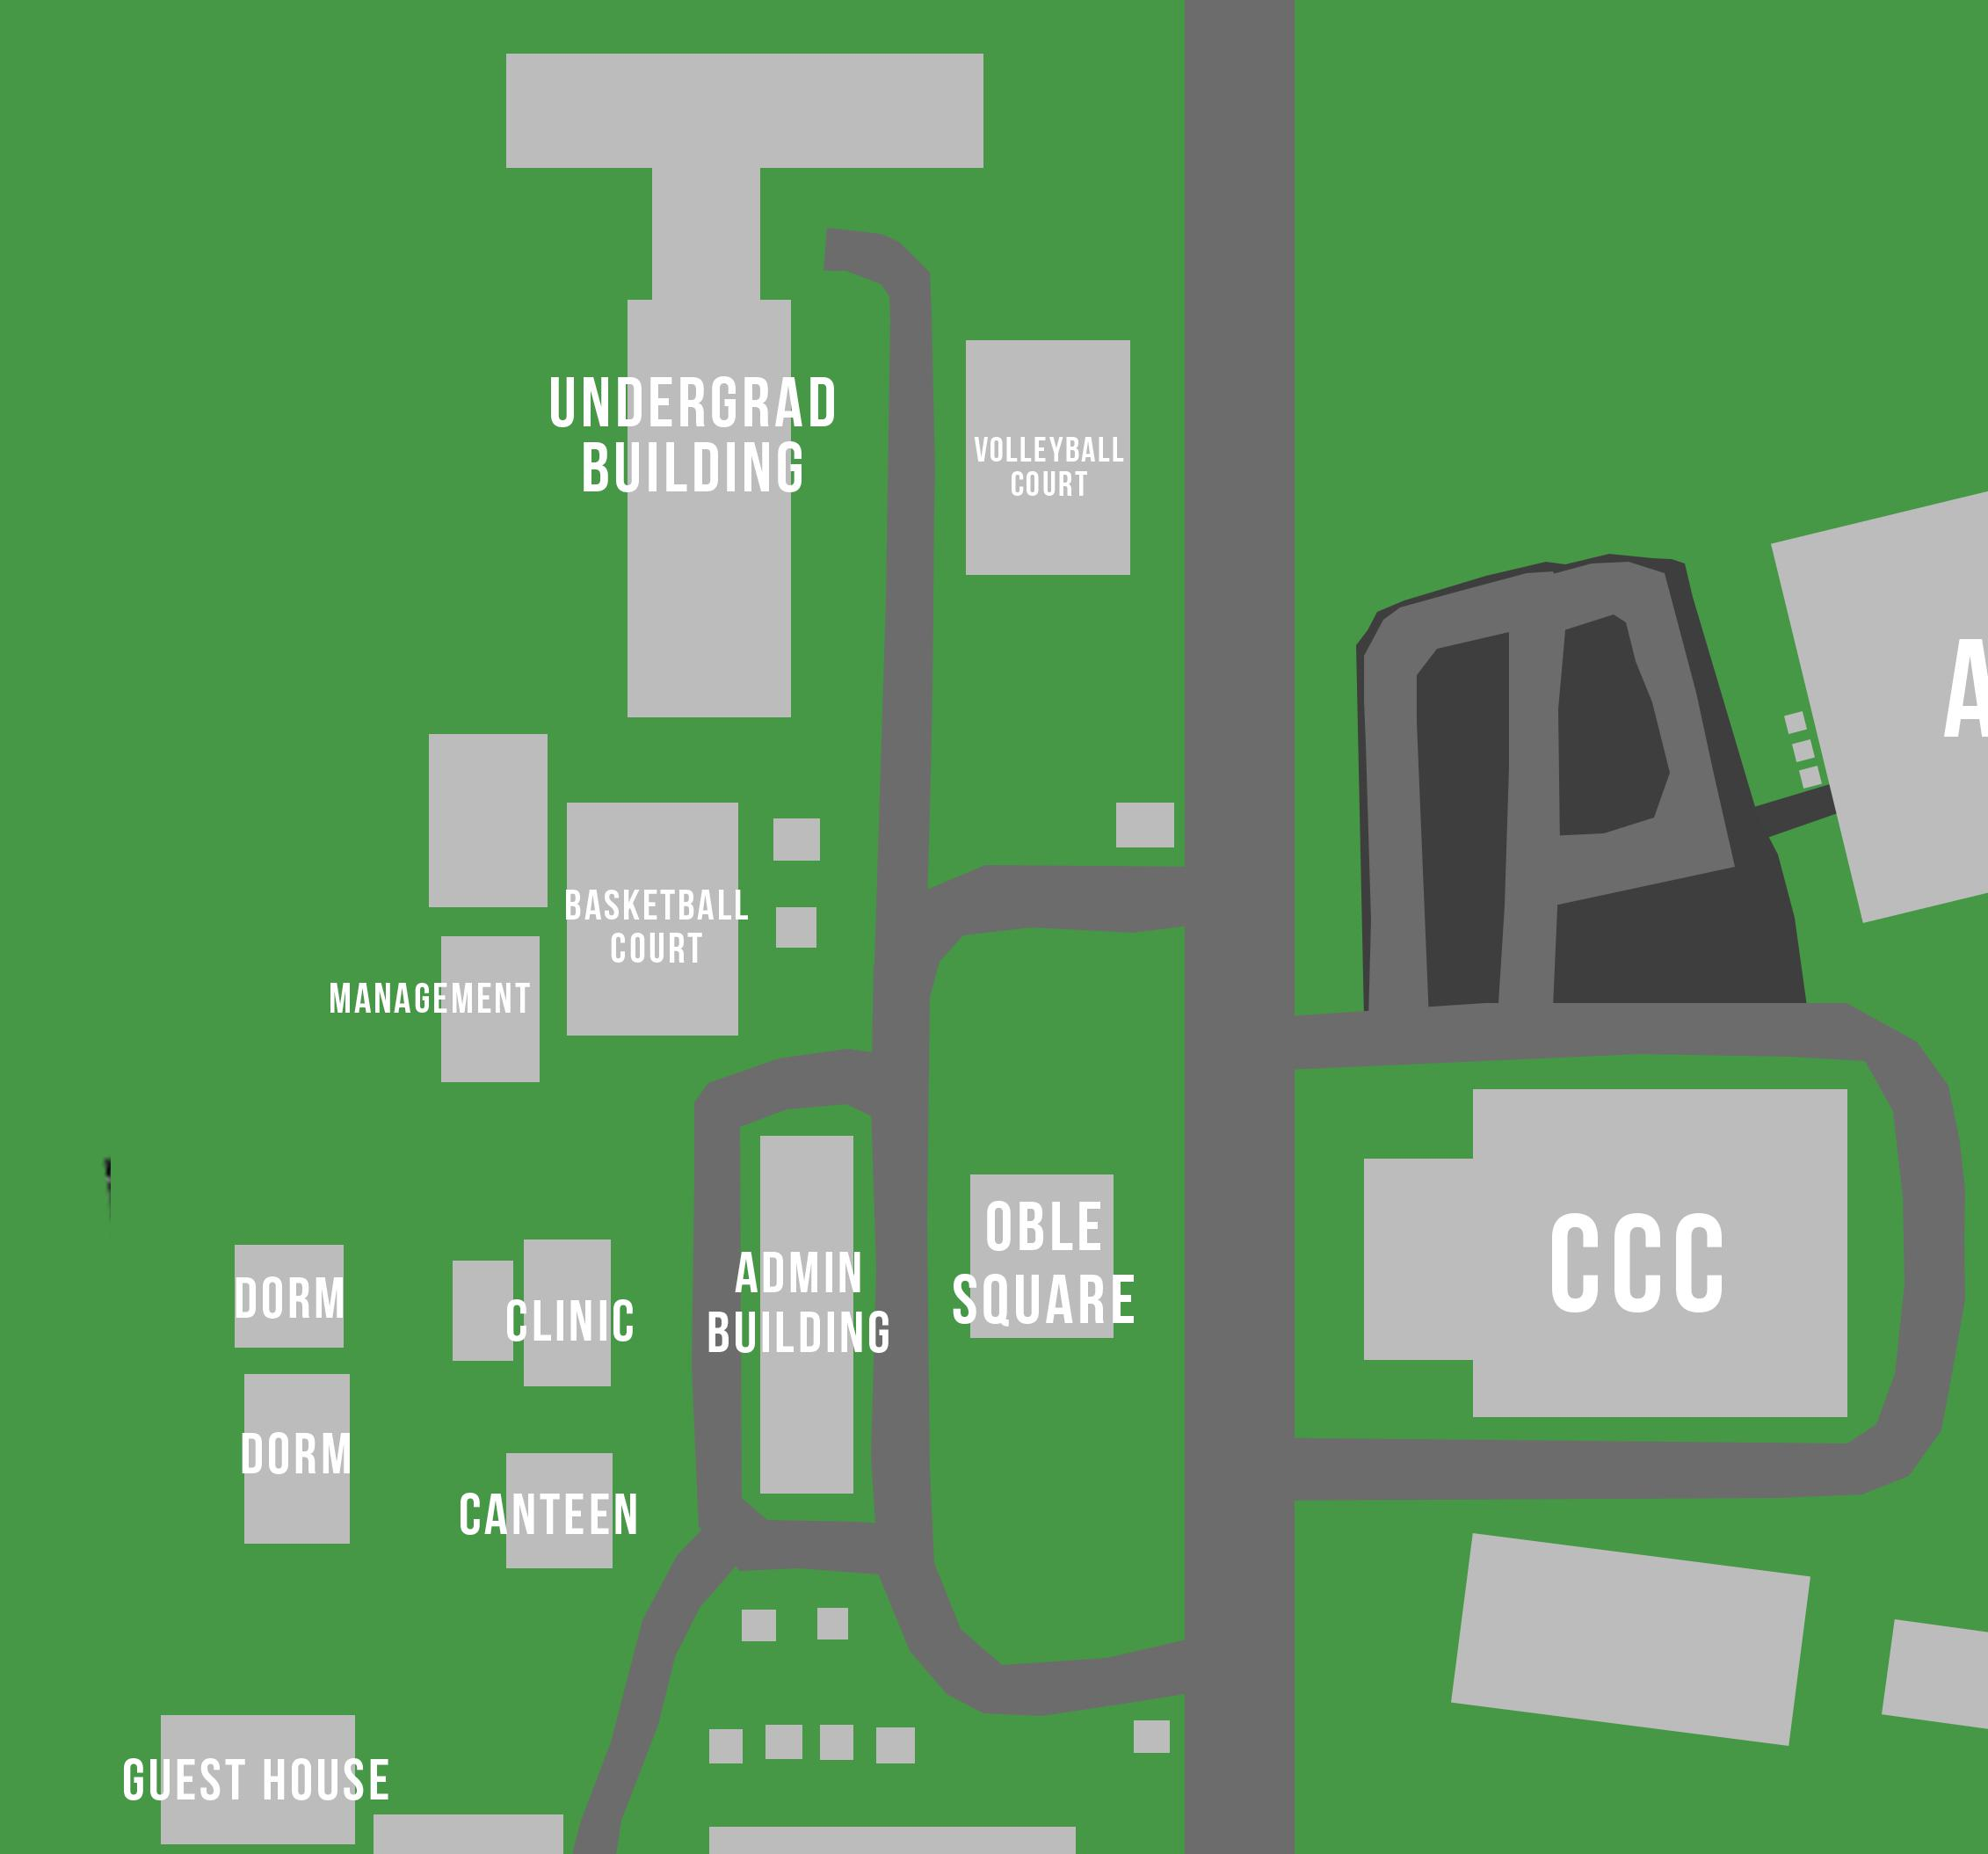 UNDERGRAD
BUILDING
VOLLEYBALL
COURT
A
BASKETBALL
COURT
MANAGEMENT
OBLE
SQUARE
CCC
ADMIN
BUILDING
DORM
CLINIC
DORM
CANTEEN
GUEST HOUSE